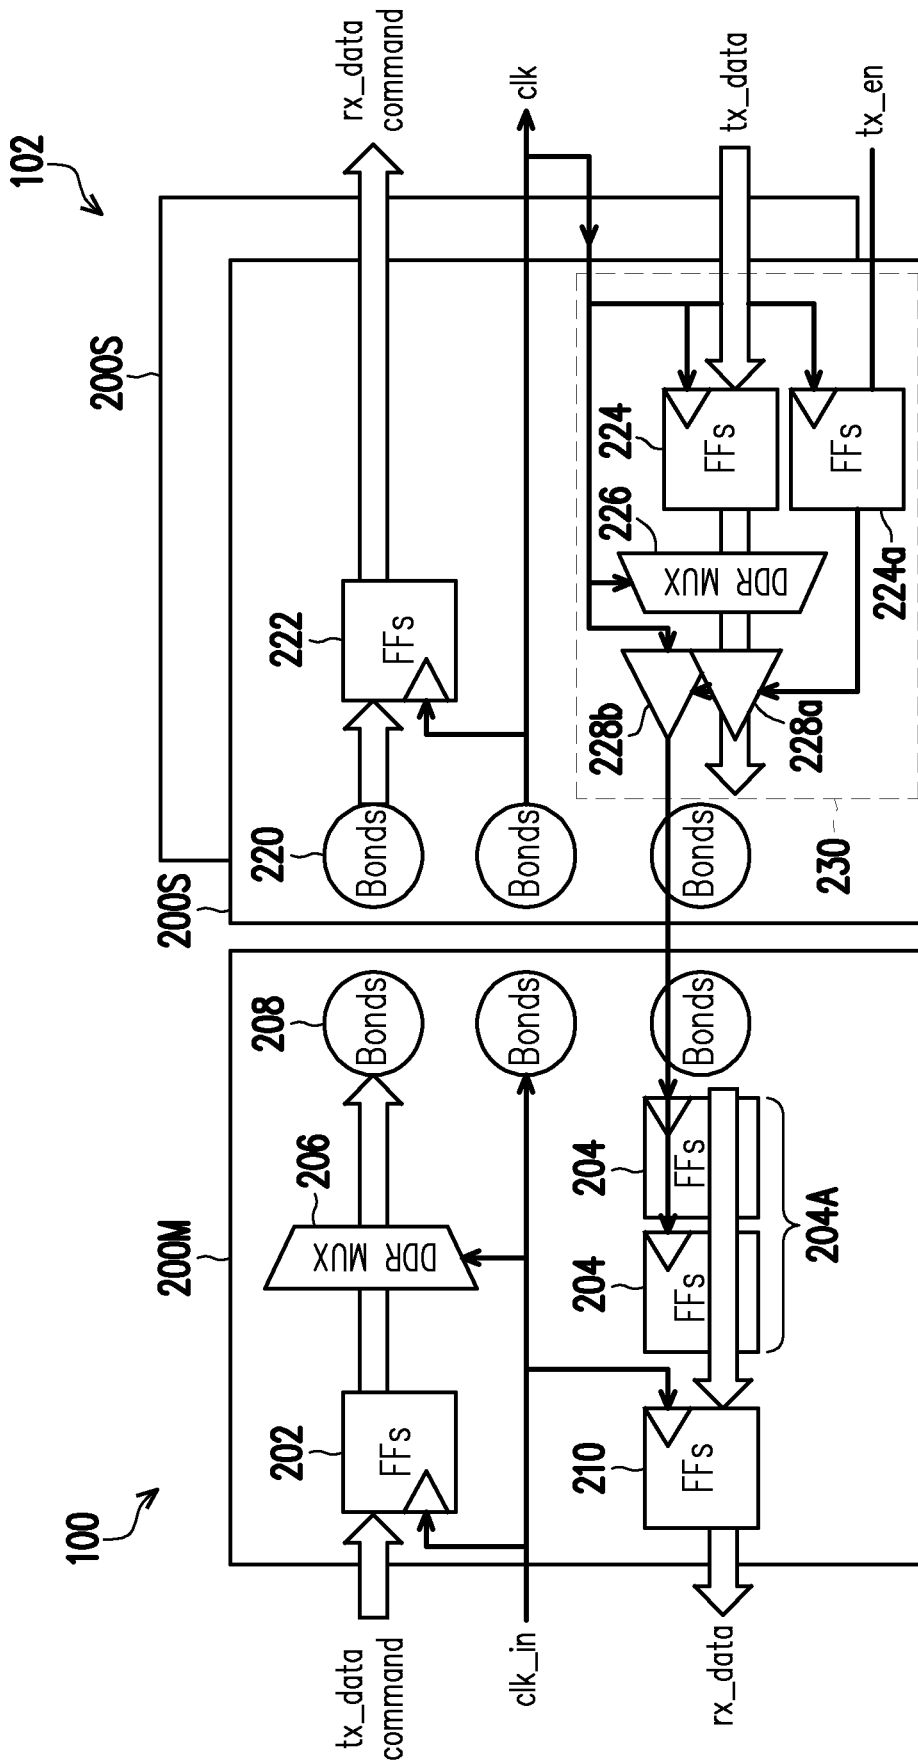 100
102
200M
200S
200S
tx_data
command
202
FFs
206
DDR MUX
208
Bonds
220
Bonds
222
FFs
rx_data
command
clk_in
Bonds
Bonds
clk
rx_data
210
FFs
204
FFs
204
FFs
204A
Bonds
Bonds
228b
228a
226
DDR MUX
224
FFs
tx_data
FFs
224a
tx_en
230